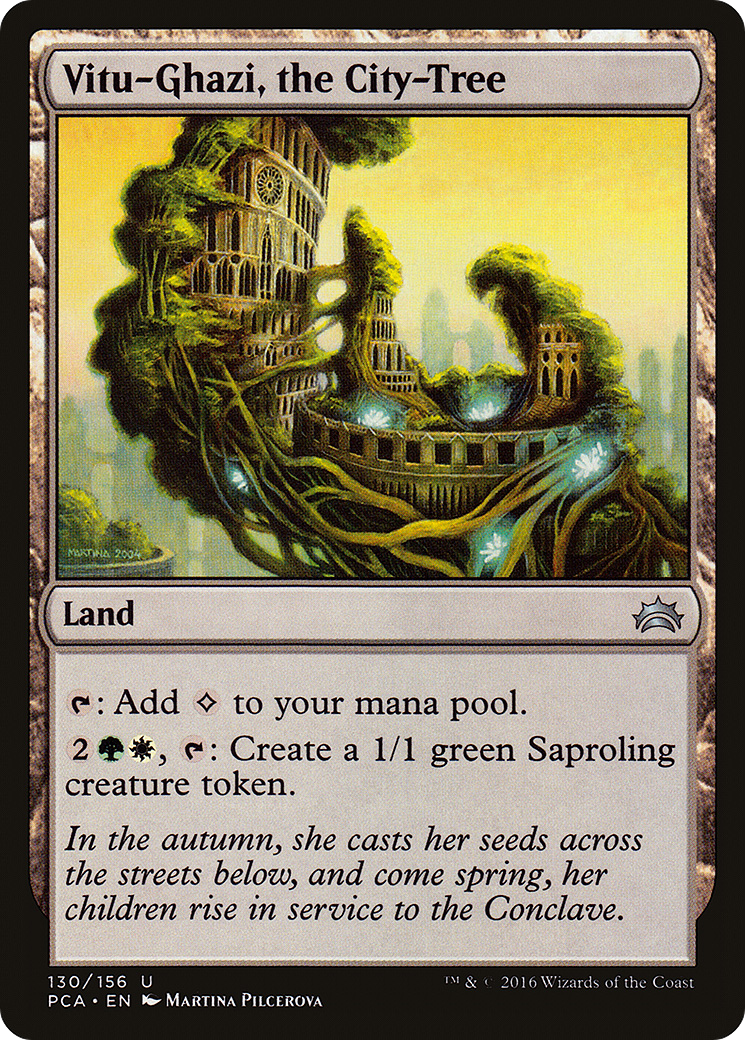 Vitu-Ghazi, the City-Tree
MARTINA 2004
Land
: Add to your mana pool.
2, : Create a 1/1 green Saproling
creature token.
In the autumn, she casts her seeds across
the streets below, and come spring, her
children rise in service to the Conclave.
130/156 U
™ & © 2016 Wizards of the Coast
PCA • EN Martina Pilcerova